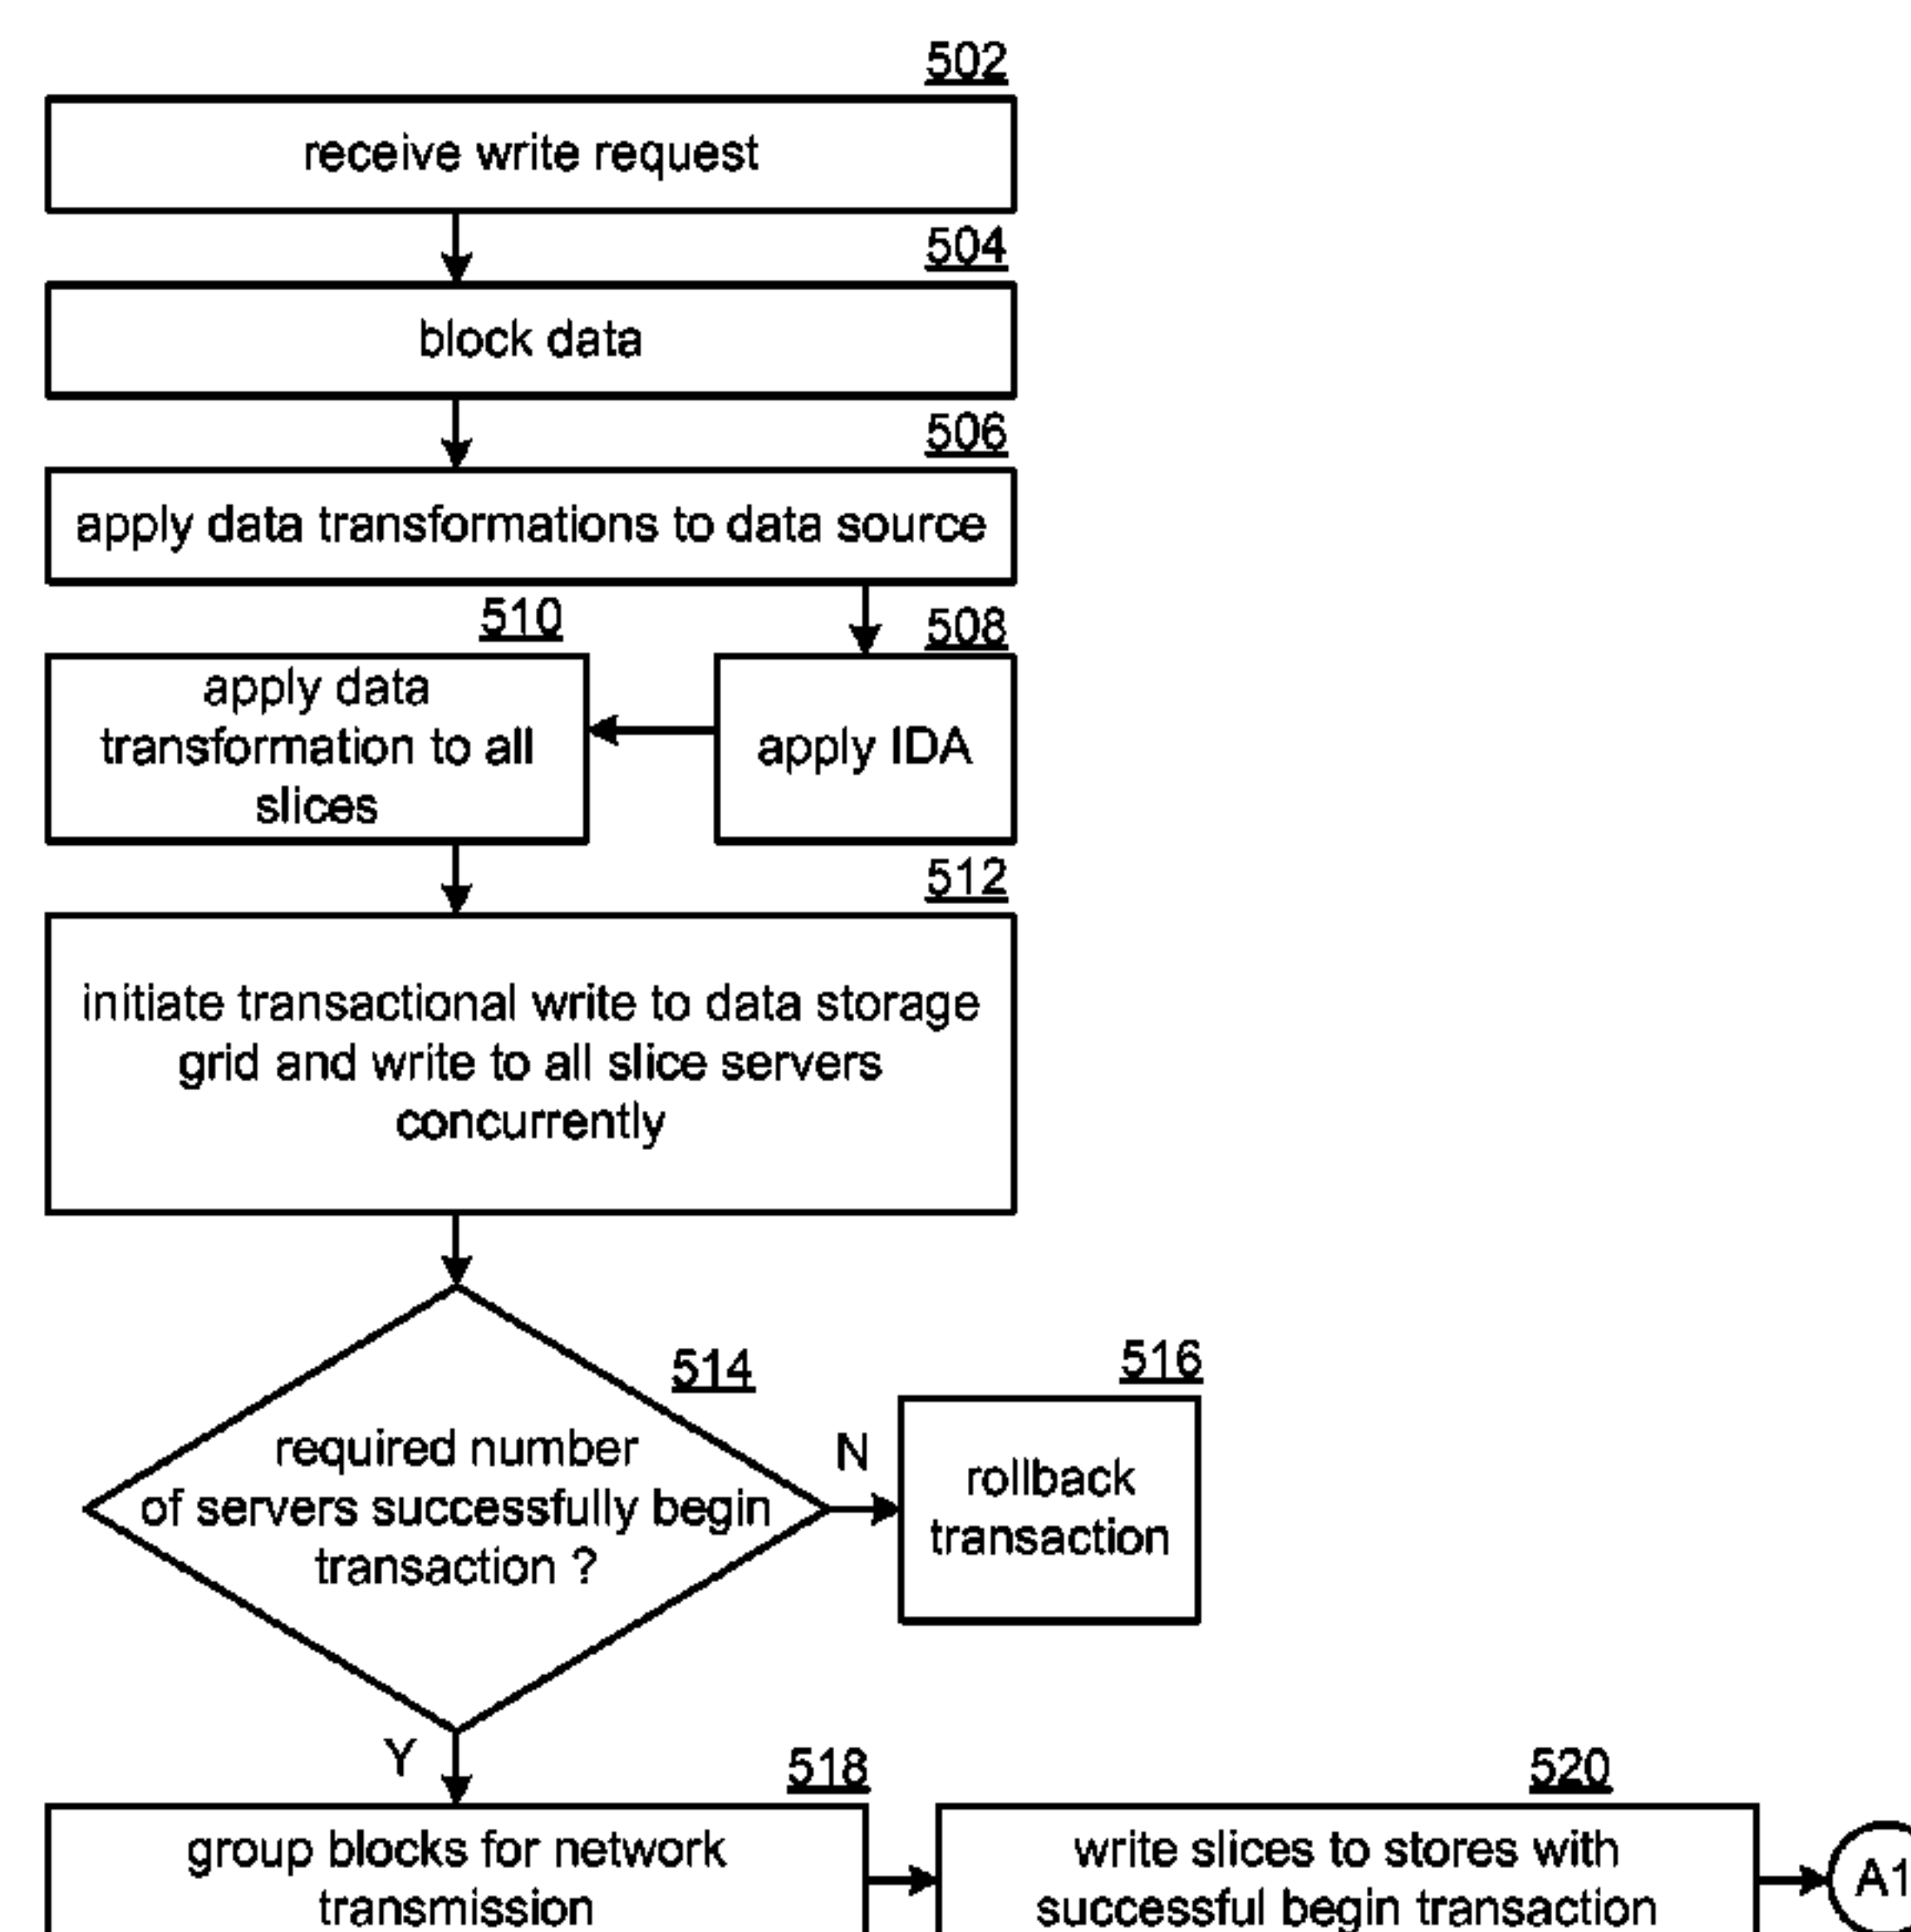 502
receive write request
504
block data
506
apply data transformations to data source
510
apply data
transformation to all
slices
508
apply IDA
512
initiate transactional write to data storage
grid and write to all slice servers
concurrently
514
required number
of servers successfully begin
transaction ?
N
516
rollback
transaction
Y
518
group blocks for network
transmission
520
write slices to stores with
successful begin transaction
A1